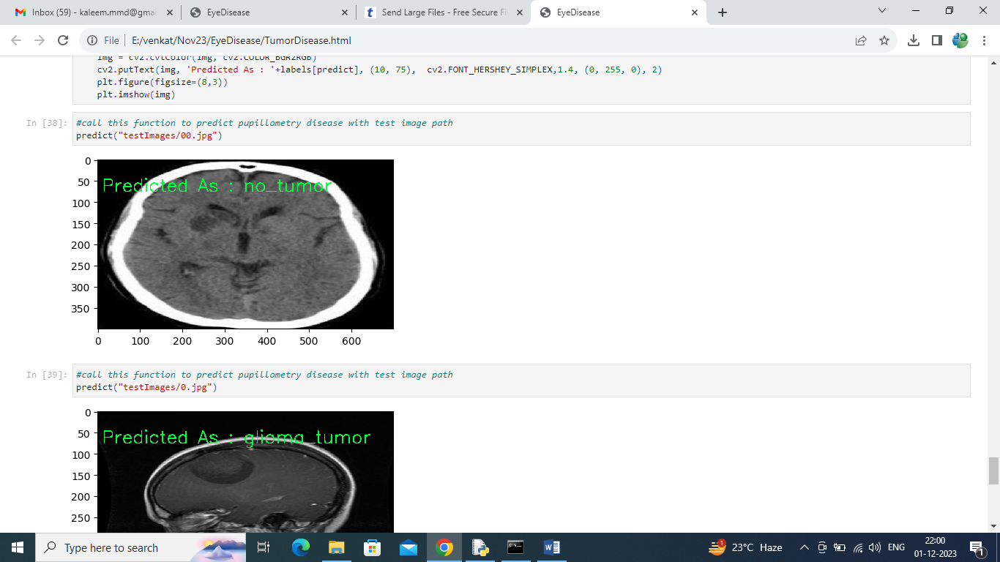 Inbox (59) - kaleem.mmd@gmai
EyeDisease
Send Large Files - Free Secure Fi
EyeDisease
File E:/venkat/Nov23/EyeDisease/TumorDisease.html
img = cv2.cvtColor(img, cv2.COLOR_BGR2RGB)
cv2.putText(img, 'Predicted As : '+labels[predict], (10, 75),  cv2.FONT_HERSHEY_SIMPLEX,1.4, (0, 255, 0), 2)
plt.figure(figsize=(8,3))
plt.imshow(img)
In [38]: #call this function to predict pupillometry disease with test image path
predict("testImages/00.jpg")
Predicted As : no_tumor
0
50
100
150
200
250
300
350
0 100 200 300 400 500 600
In [39]: #call this function to predict pupillometry disease with test image path
predict("testImages/0.jpg")
Predicted As : glioma_tumor
0
50
100
150
200
250
Type here to search
1
23°C Haze
ENG
22:00
01-12-2023
1